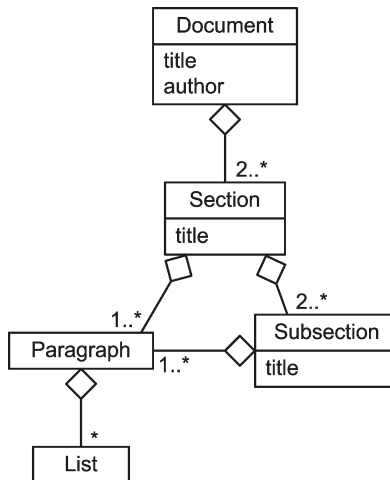 Document
title
author
2..*
Section
title
1..*
2..*
Paragraph
1..*
Subsection
title
*
List